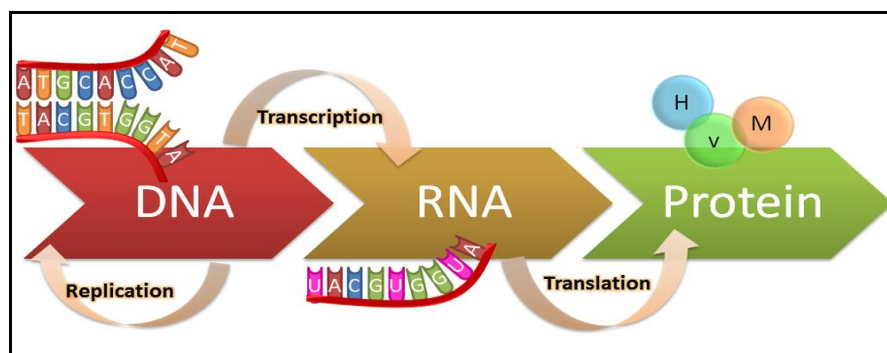 ATGCACCAT
TACGTGGTA
Transcription
DNA
Replication
RNA
UACGUGGUA
Translation
H
v
M
Protein